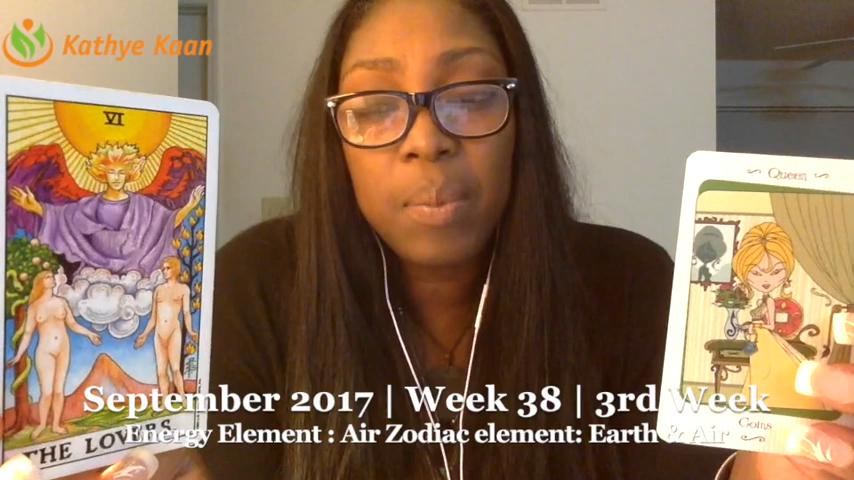 Kathye Kaan
VI
Queen
September 2017 | Week 38 | 3rd Week
Energy Element : Air Zodiac element: Earth & Air
THE LOVERS
Coins